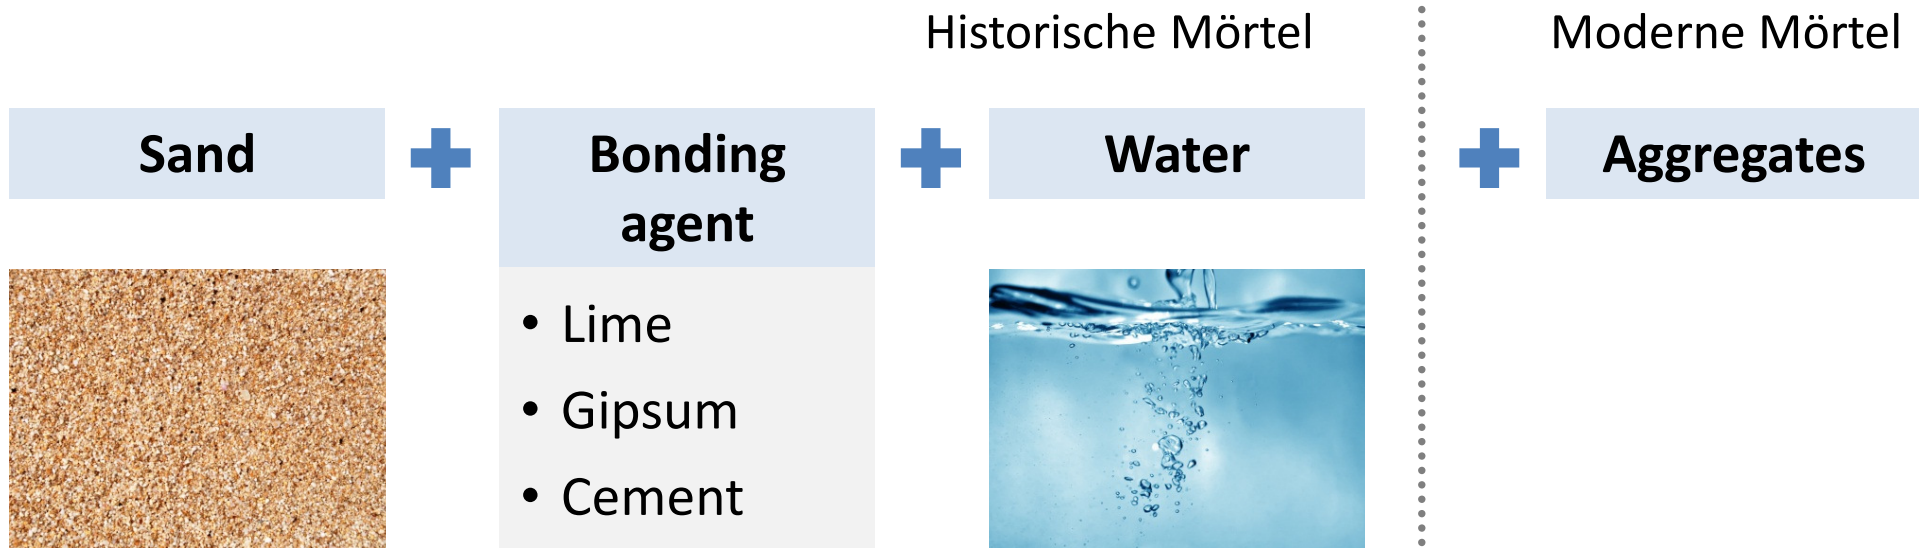 Historische Mörtel
Moderne Mörtel
Sand
Bonding
agent
Water
Aggregates
• Lime
• Gipsum
• Cement